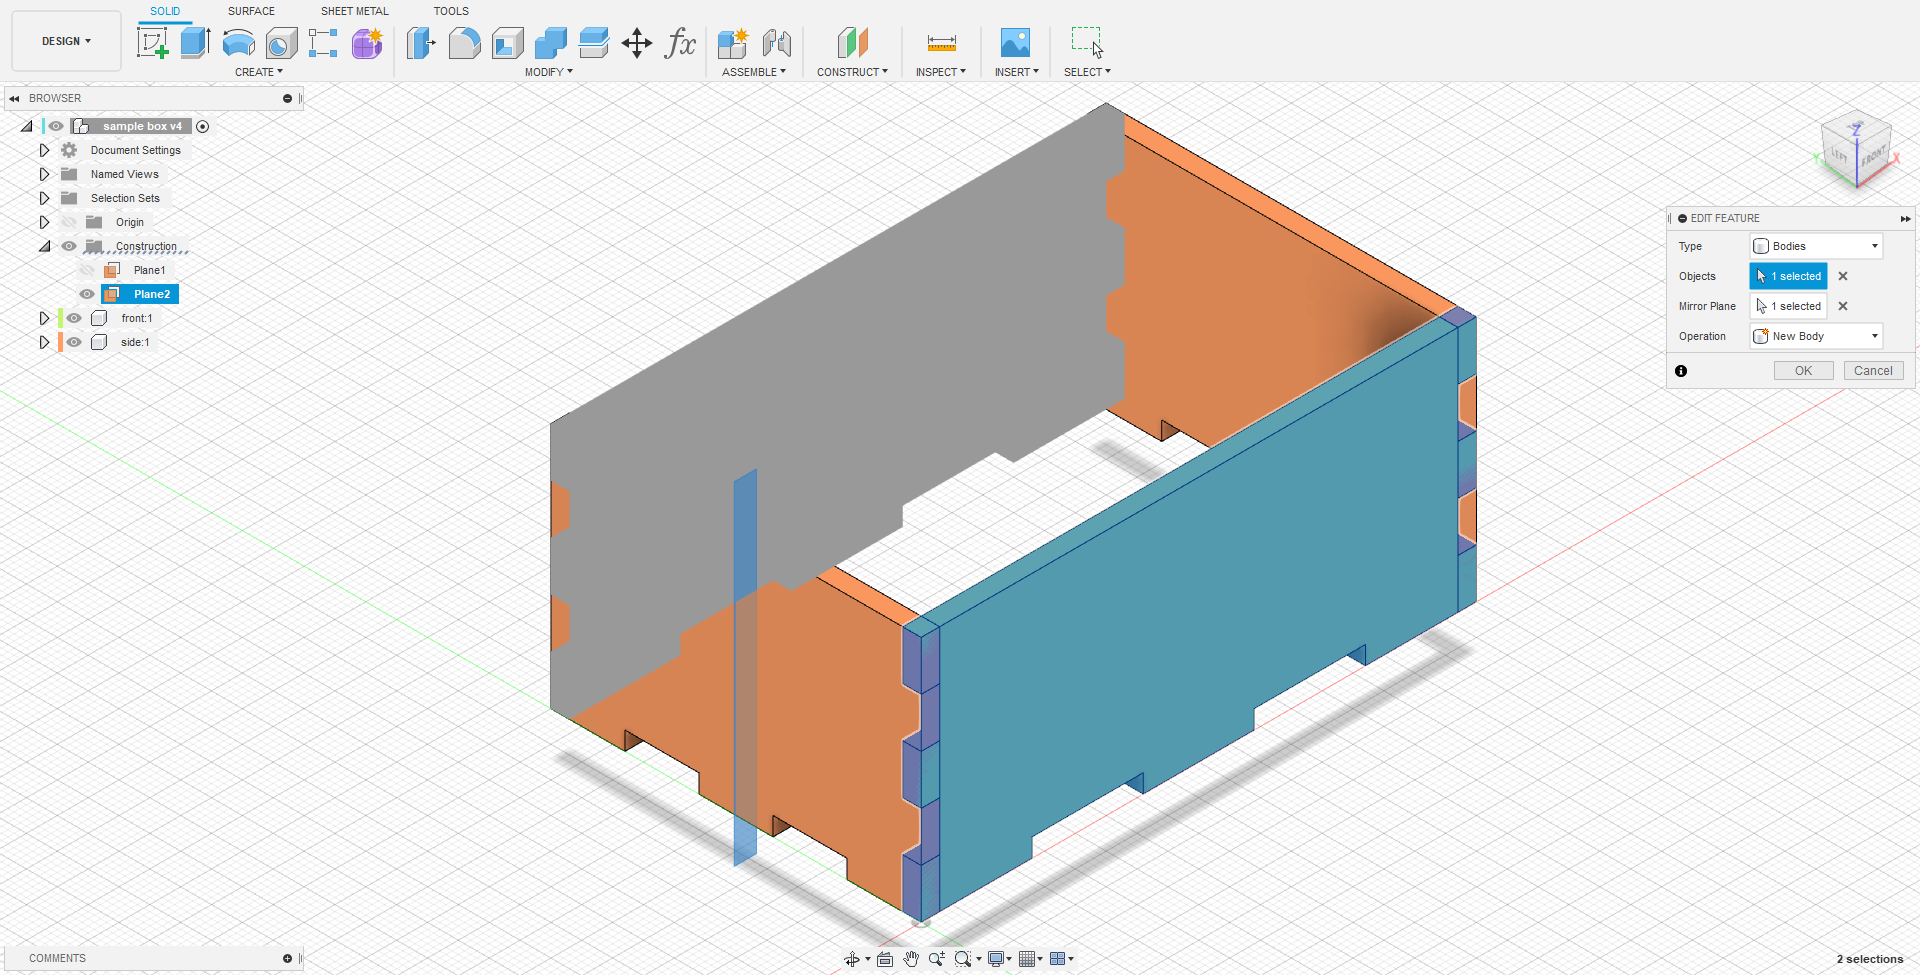 DESIGN
SOLID SURFACE SHEET METAL TOOLS
fx
CREATE MODIFY ASSEMBLE CONSTRUCT INSPECT INSERT SELECT
BROWSER
sample box v4
Document Settings
Named Views
Selection Sets
Origin
Construction
Plane1
Plane2
front:1
side:1
Z
LEFT FRONT
Y X
EDIT FEATURE
Type Bodies
Objects 1 selected
Mirror Plane 1 selected
Operation New Body
OK Cancel
COMMENTS
2 selections